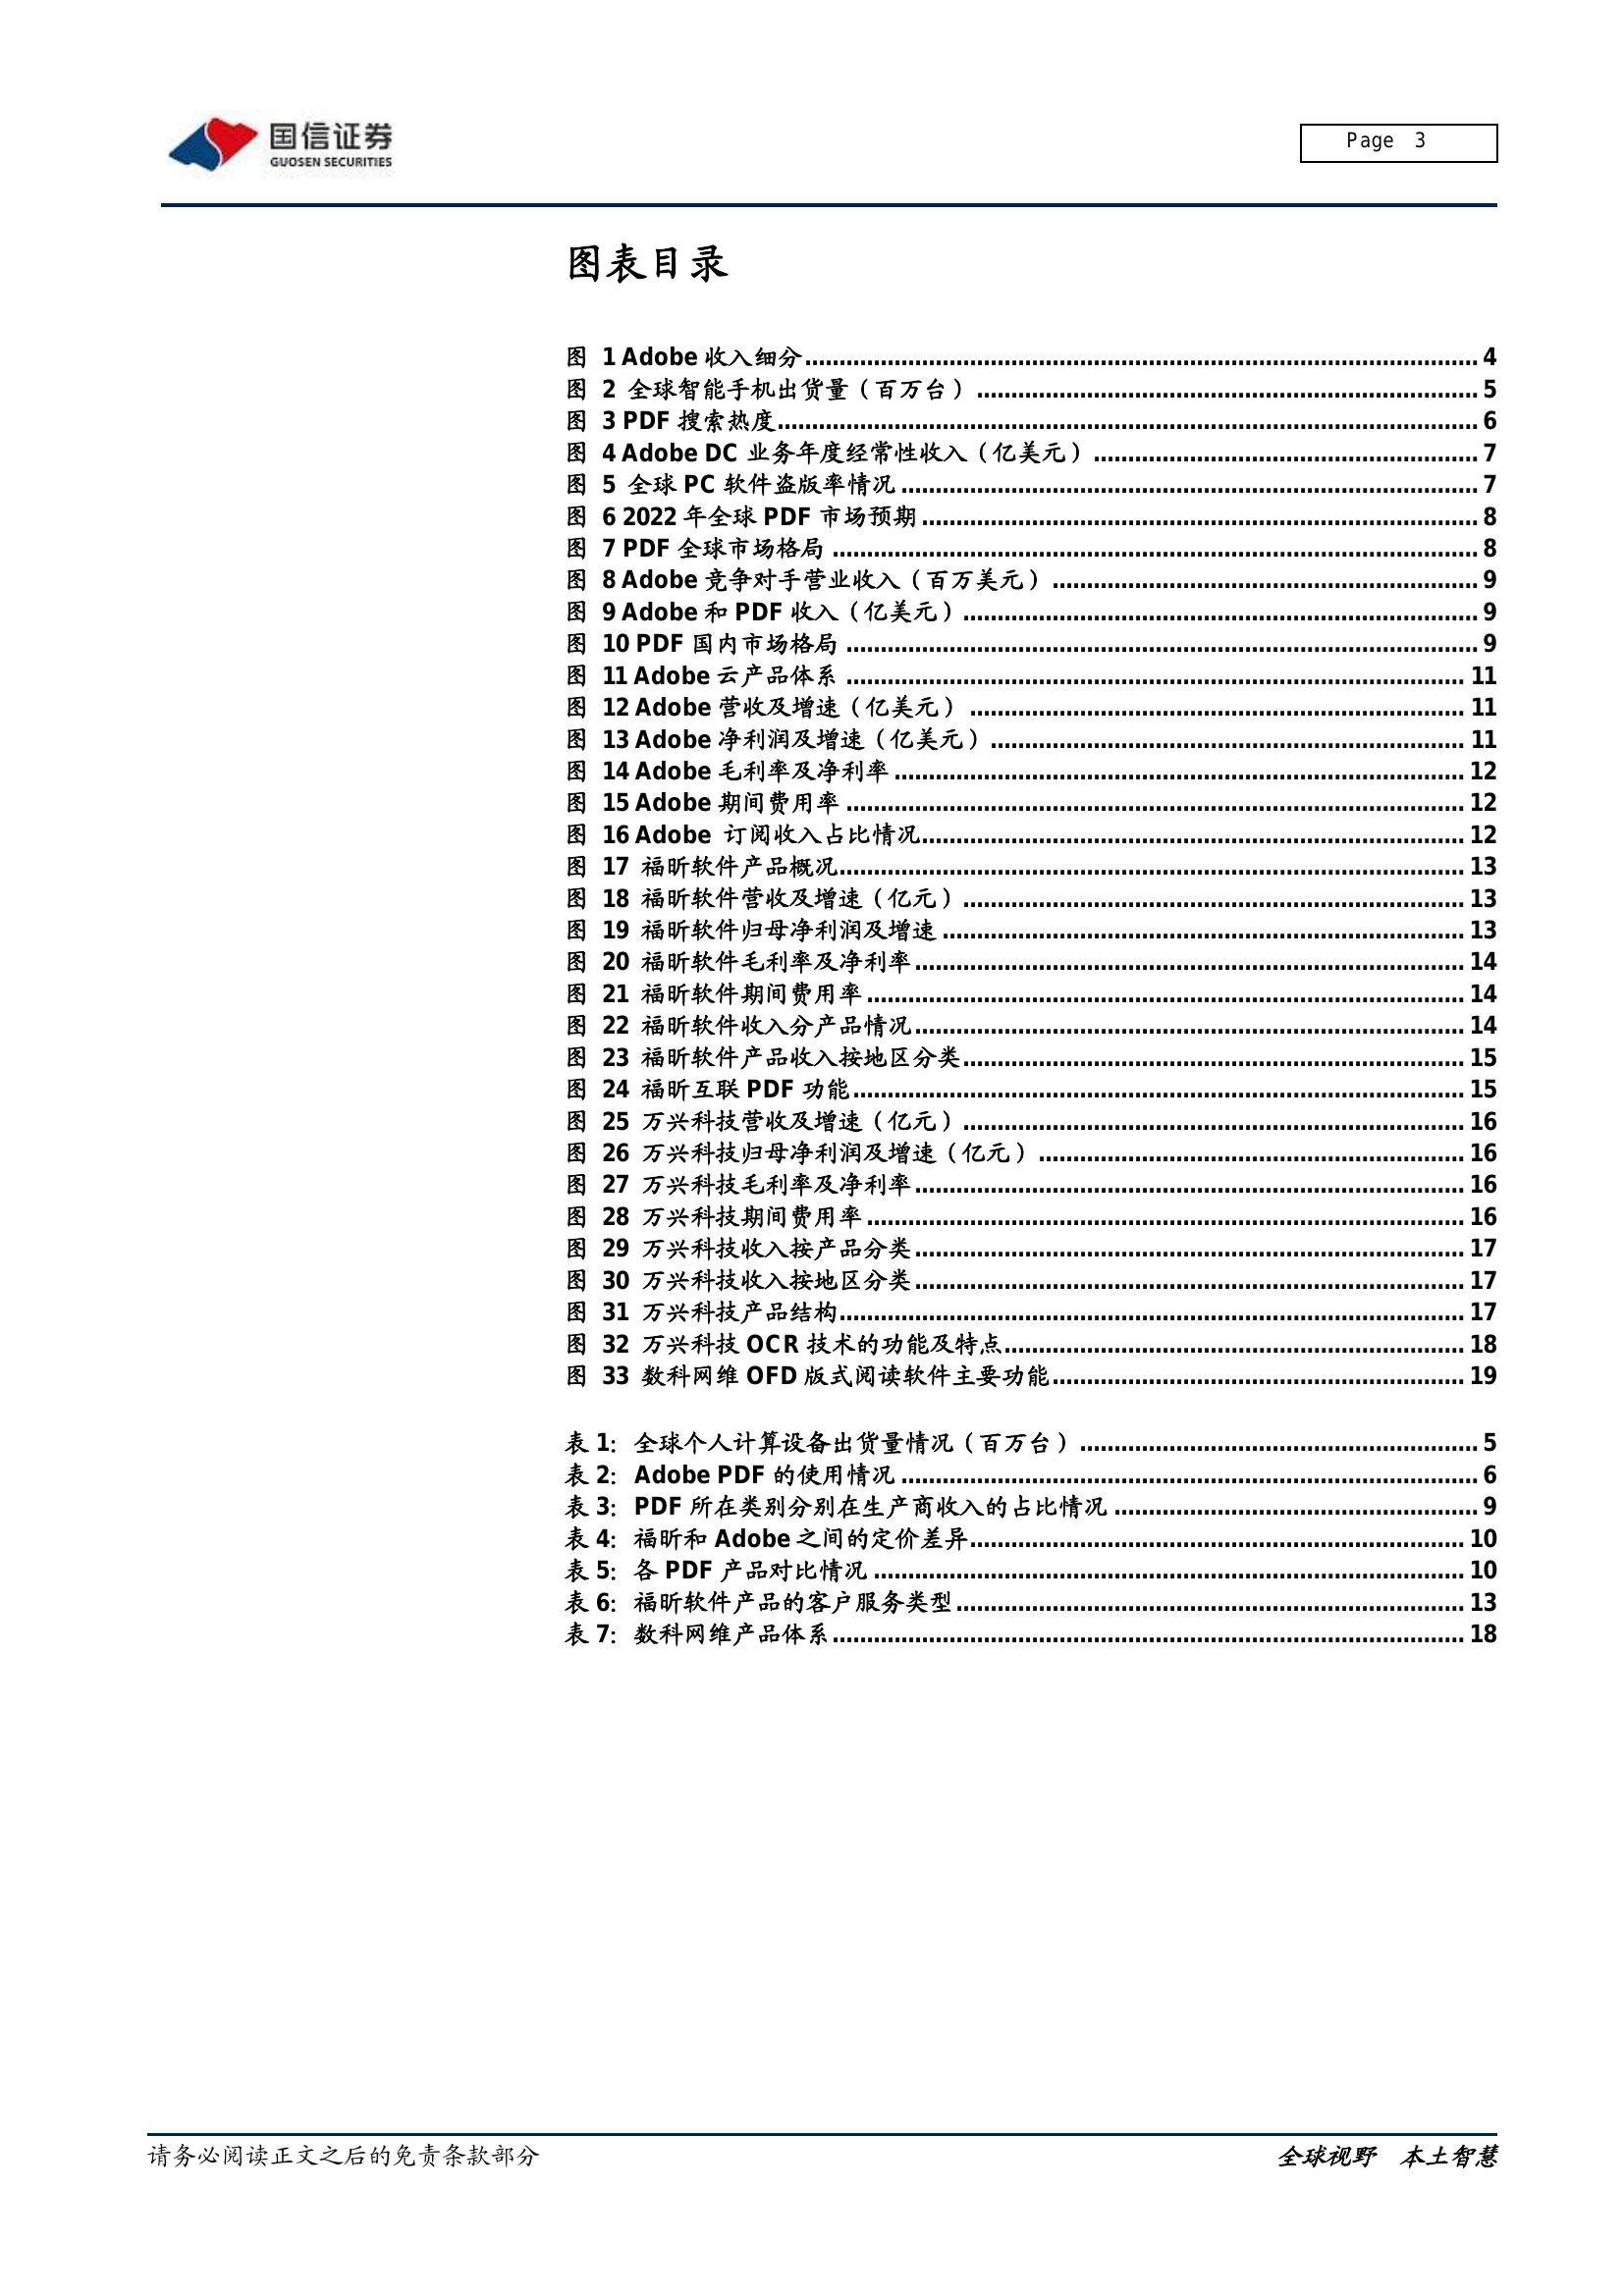 国信证券
GUOSEN SECURITIES
Page 3
图表目录
图 1 Adobe 收入细分 4
图 2 全球智能手机出货量（百万台） 5
图 3 PDF 搜索热度 6
图 4 Adobe DC 业务年度经常性收入（亿美元） 7
图 5 全球 PC 软件盗版率情况 7
图 6 2022 年全球 PDF 市场预期 8
图 7 PDF 全球市场格局 8
图 8 Adobe 竞争对手营业收入（百万美元） 9
图 9 Adobe 和 PDF 收入（亿美元） 9
图 10 PDF 国内市场格局 9
图 11 Adobe 云产品体系 11
图 12 Adobe 营收及增速（亿美元） 11
图 13 Adobe 净利润及增速（亿美元） 11
图 14 Adobe 毛利率及净利率 12
图 15 Adobe 期间费用率 12
图 16 Adobe 订阅收入占比情况 12
图 17 福昕软件产品概况 13
图 18 福昕软件营收及增速（亿元） 13
图 19 福昕软件归母净利润及增速 13
图 20 福昕软件毛利率及净利率 14
图 21 福昕软件期间费用率 14
图 22 福昕软件收入分产品情况 14
图 23 福昕软件产品收入按地区分类 15
图 24 福昕互联 PDF 功能 15
图 25 万兴科技营收及增速（亿元） 16
图 26 万兴科技归母净利润及增速（亿元） 16
图 27 万兴科技毛利率及净利率 16
图 28 万兴科技期间费用率 16
图 29 万兴科技收入按产品分类 17
图 30 万兴科技收入按地区分类 17
图 31 万兴科技产品结构 17
图 32 万兴科技 OCR 技术的功能及特点 18
图 33 数科网维 OFD 版式阅读软件主要功能 19
表 1: 全球个人计算设备出货量情况（百万台） 5
表 2: Adobe PDF 的使用情况 6
表 3: PDF 所在类别分别在生产商收入的占比情况 9
表 4: 福昕和 Adobe 之间的定价差异 10
表 5: 各 PDF 产品对比情况 10
表 6: 福昕软件产品的客户服务类型 13
表 7: 数科网维产品体系 18
请务必阅读正文之后的免责条款部分
全球视野 本土智慧